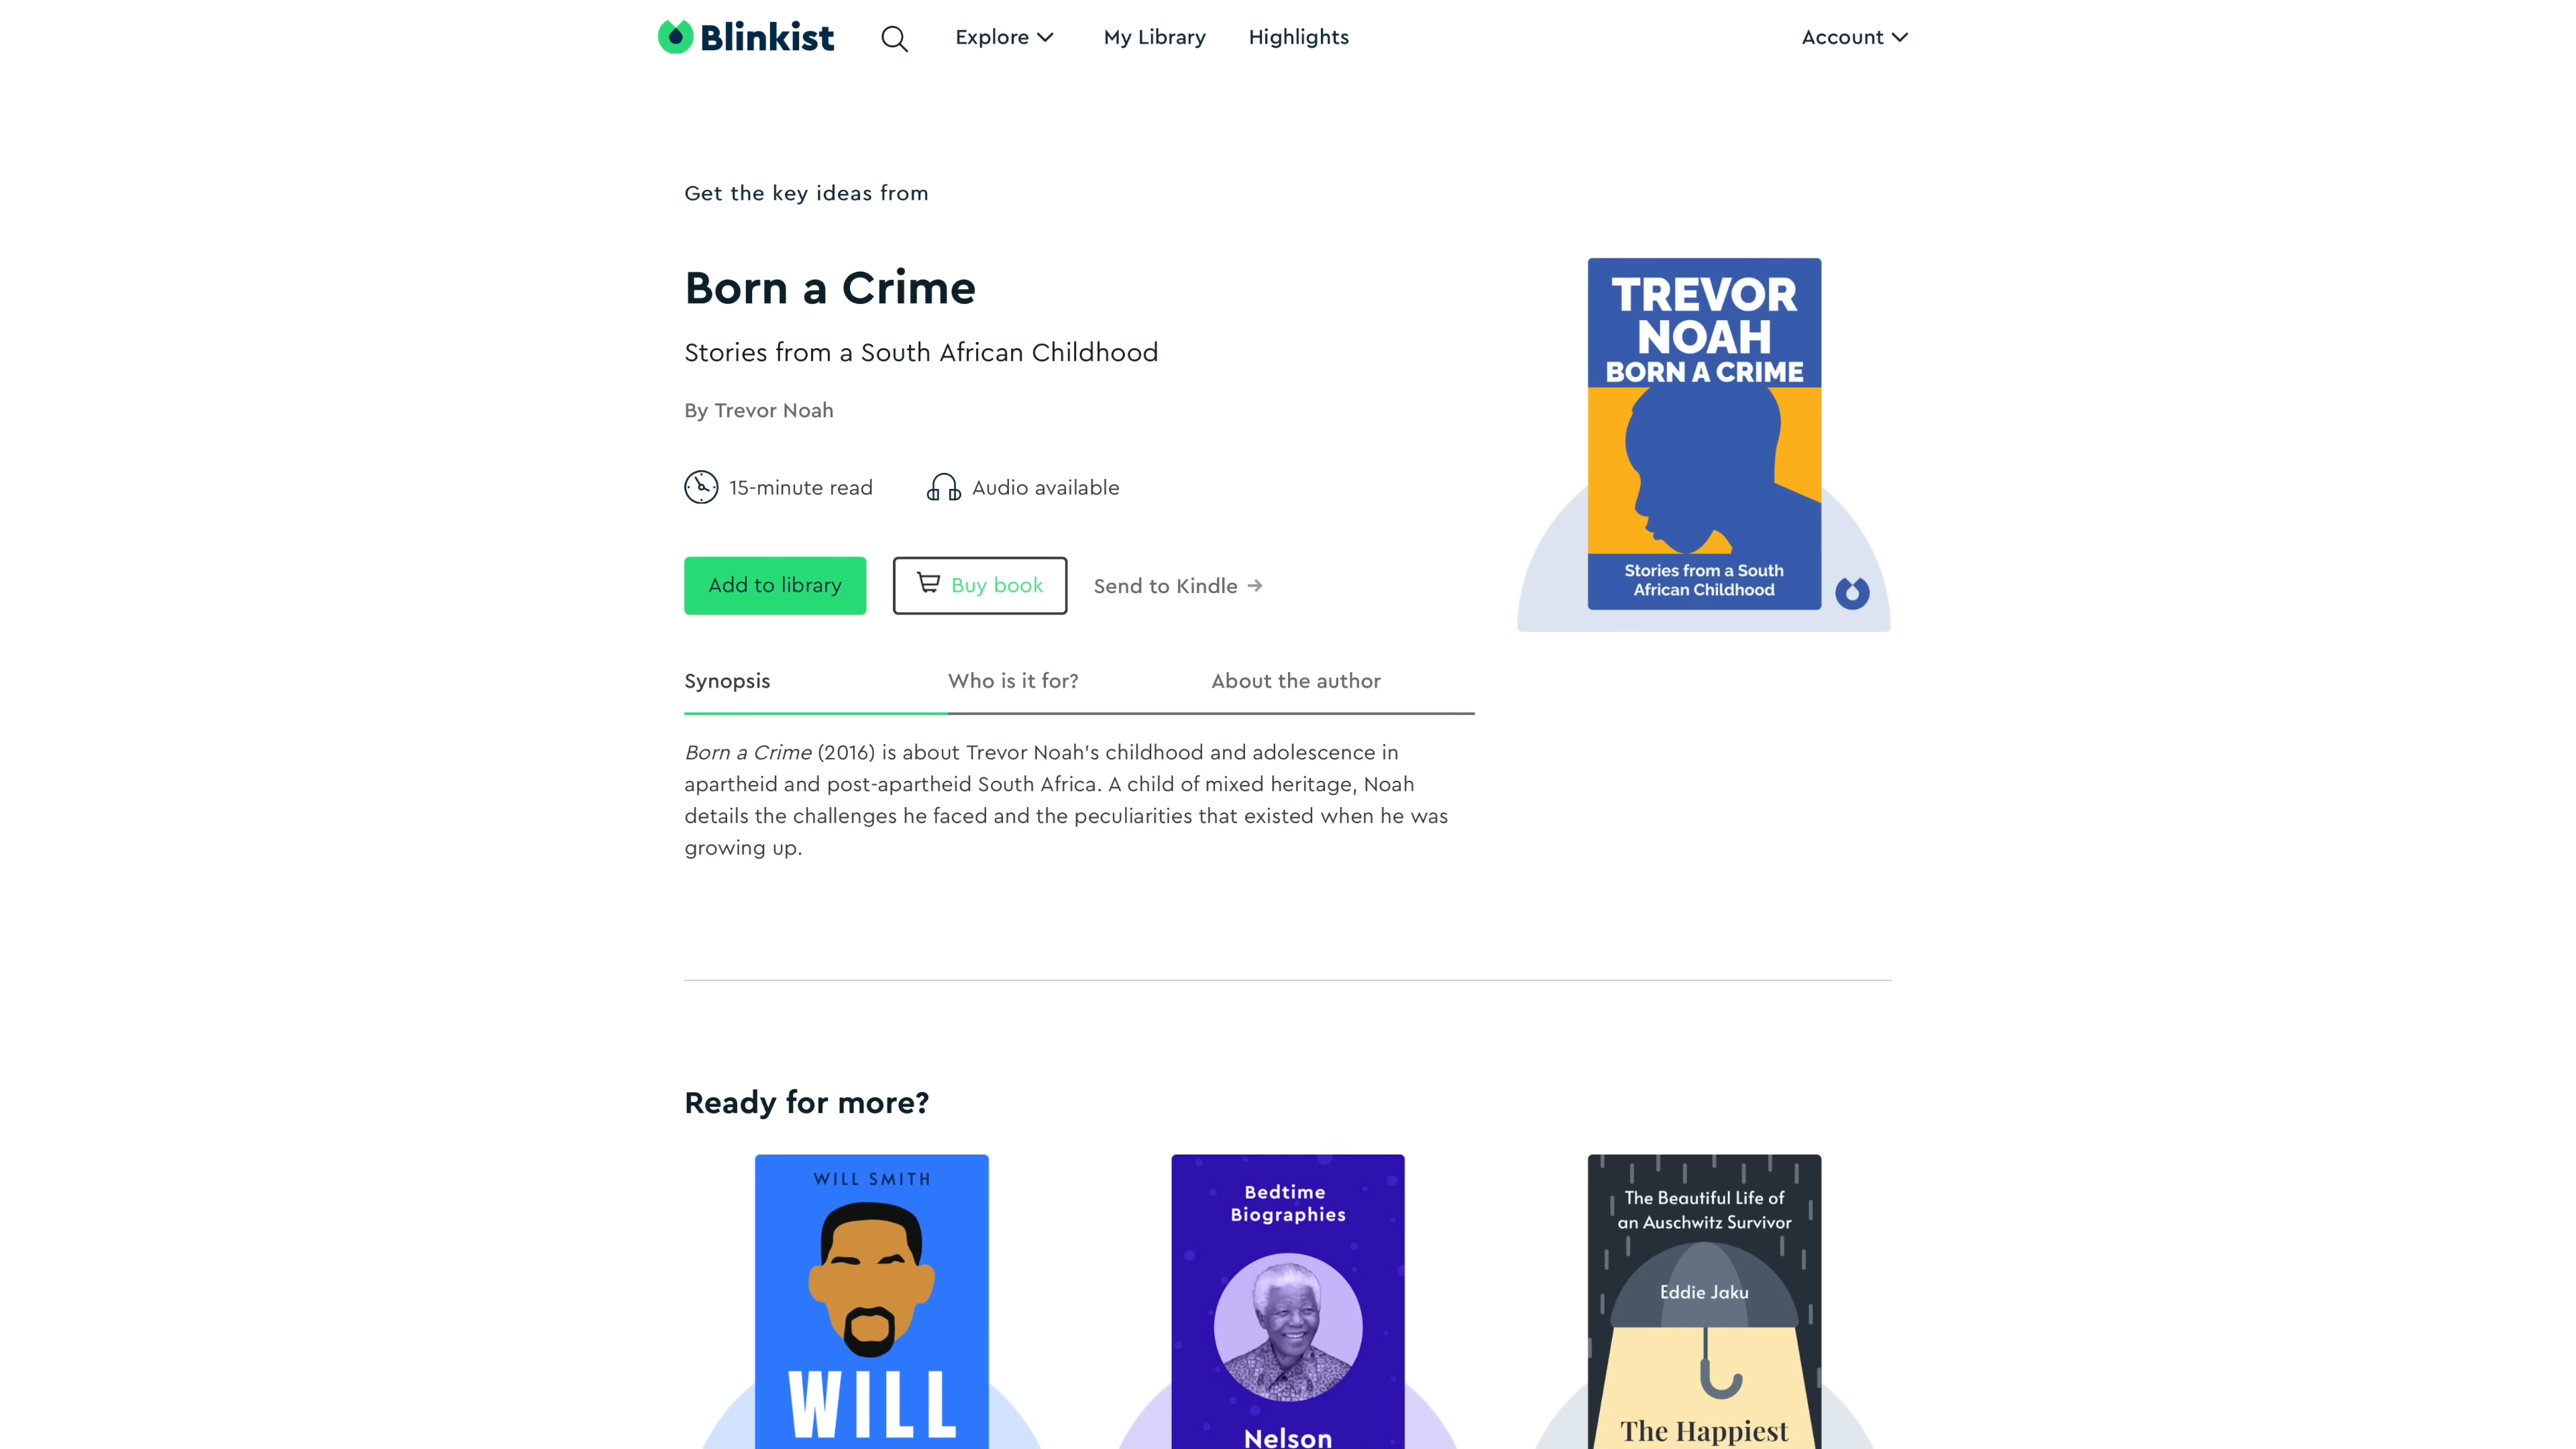 Blinkist
Explore
My Library
Highlights
Account
Get the key ideas from
Born a Crime
Stories from a South African Childhood
By Trevor Noah
15-minute read
Audio available
Add to library
Buy book
Send to Kindle →
TREVOR
NOAH
BORN A CRIME
Stories from a South
African Childhood
Synopsis
Who is it for?
About the author
Born a Crime (2016) is about Trevor Noah's childhood and adolescence in
apartheid and post-apartheid South Africa. A child of mixed heritage, Noah
details the challenges he faced and the peculiarities that existed when he was
growing up.
Ready for more?
WILL SMITH
WILL
Bedtime
Biographies
Nelson
The Beautiful Life of
an Auschwitz Survivor
Eddie Jaku
The Happiest